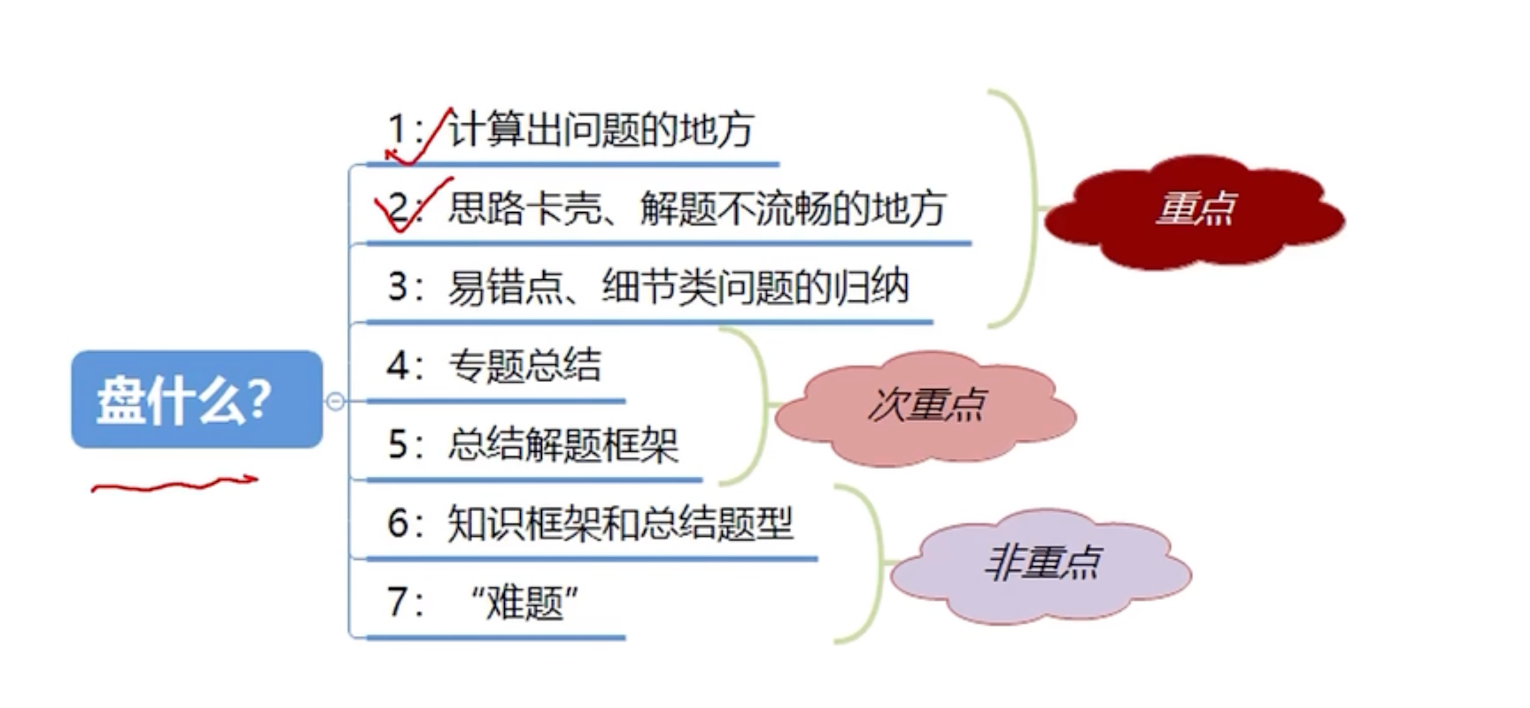 1：计算出问题的地方
2：思路卡壳、解题不流畅的地方
3：易错点、细节类问题的归纳
重点
4：专题总结
盘什么？
次重点
5：总结解题框架
6：知识框架和总结题型
非重点
7：“难题”